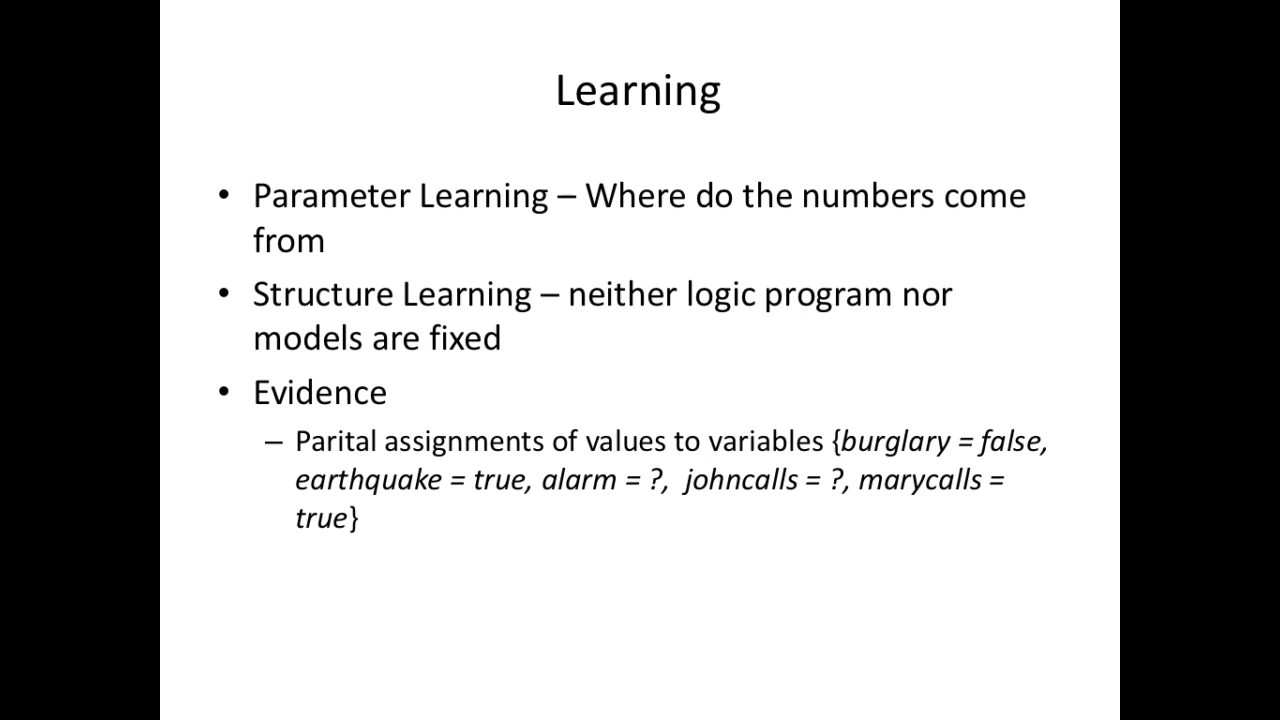 Learning
• Parameter Learning – Where do the numbers come
from
• Structure Learning – neither logic program nor
models are fixed
• Evidence
– Parital assignments of values to variables {burglary = false,
earthquake = true, alarm = ?, johncalls = ?, marycalls =
true}